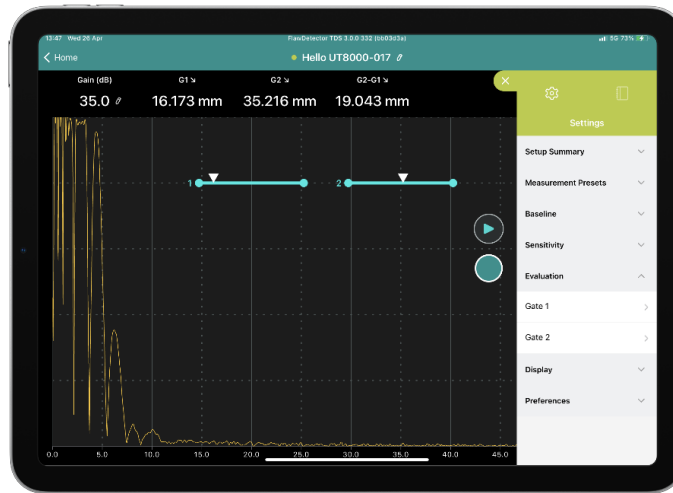 13:47 Wed 26 Apr
FlawDetector TDS 3.0.0 332 (bb03d3a)
5G 73%
Home
Hello UT8000-017
Gain (dB) G1 G2 G2-G1
35.0 16.173 mm 35.216 mm 19.043 mm
Settings
Setup Summary
Measurement Presets
Baseline
Sensitivity
Evaluation
Gate 1
Gate 2
Display
Preferences
1 2
0.0 5.0 10.0 15.0 20.0 25.0 30.0 35.0 40.0 45.0